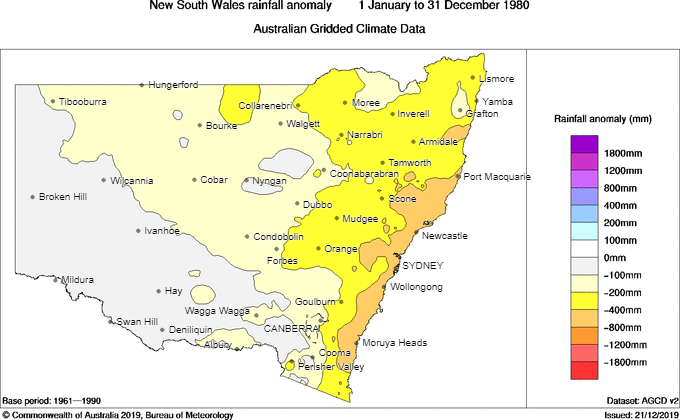 New South Wales rainfall anomaly 1 January to 31 December 1980
Australian Gridded Climate Data
Hungerford
Lismore
Tibooburra
Collarenebri
Moree
Yamba
Inverell
Grafton
Bourke
Walgett
Narrabri
Armidale
Rainfall anomaly (mm)
1800mm
1200mm
800mm
400mm
200mm
100mm
0mm
-100mm
-200mm
-400mm
-800mm
-1200mm
-1800mm
Tamworth
Coonabarabran
Wilcannia
Cobar
Nyngan
Port Macquarie
Broken Hill
Scone
Dubbo
Mudgee
Ivanhoe
Condobolin
Newcastle
Orange
Forbes
SYDNEY
Mildura
Hay
Wollongong
Goulburn
Wagga Wagga
Swan Hill
Deniliquin
CANBERRA
Albury
Moruya Heads
Cooma
Perisher Valley
Base period: 1961—1990
Dataset: AGCD v2
© Commonwealth of Australia 2019, Bureau of Meteorology
Issued: 21/12/2019